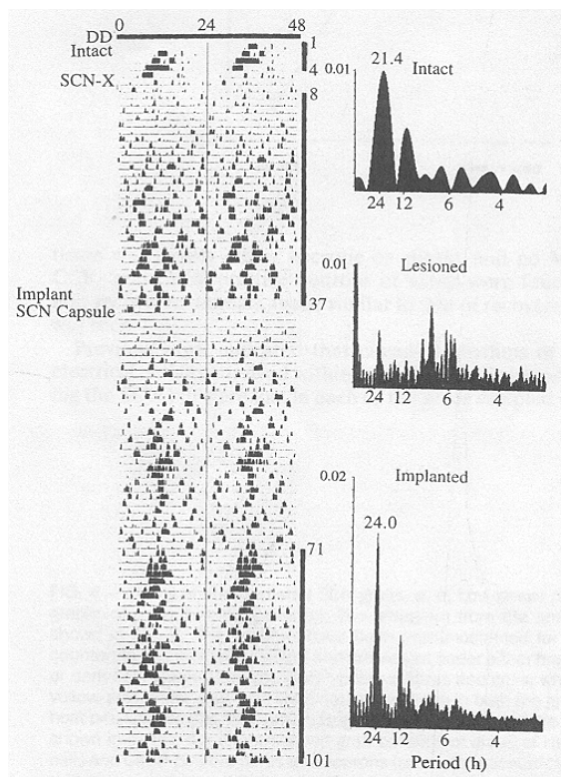 0 24 48
DD
Intact
SCN-X
Implant
SCN Capsule
1
4
8
37
71
101
21.4
0.01 Intact
24 12 6 4
0.01 Lesioned
24 12 6 4
0.02 Implanted
24.0
24 12 6 4
Period (h)